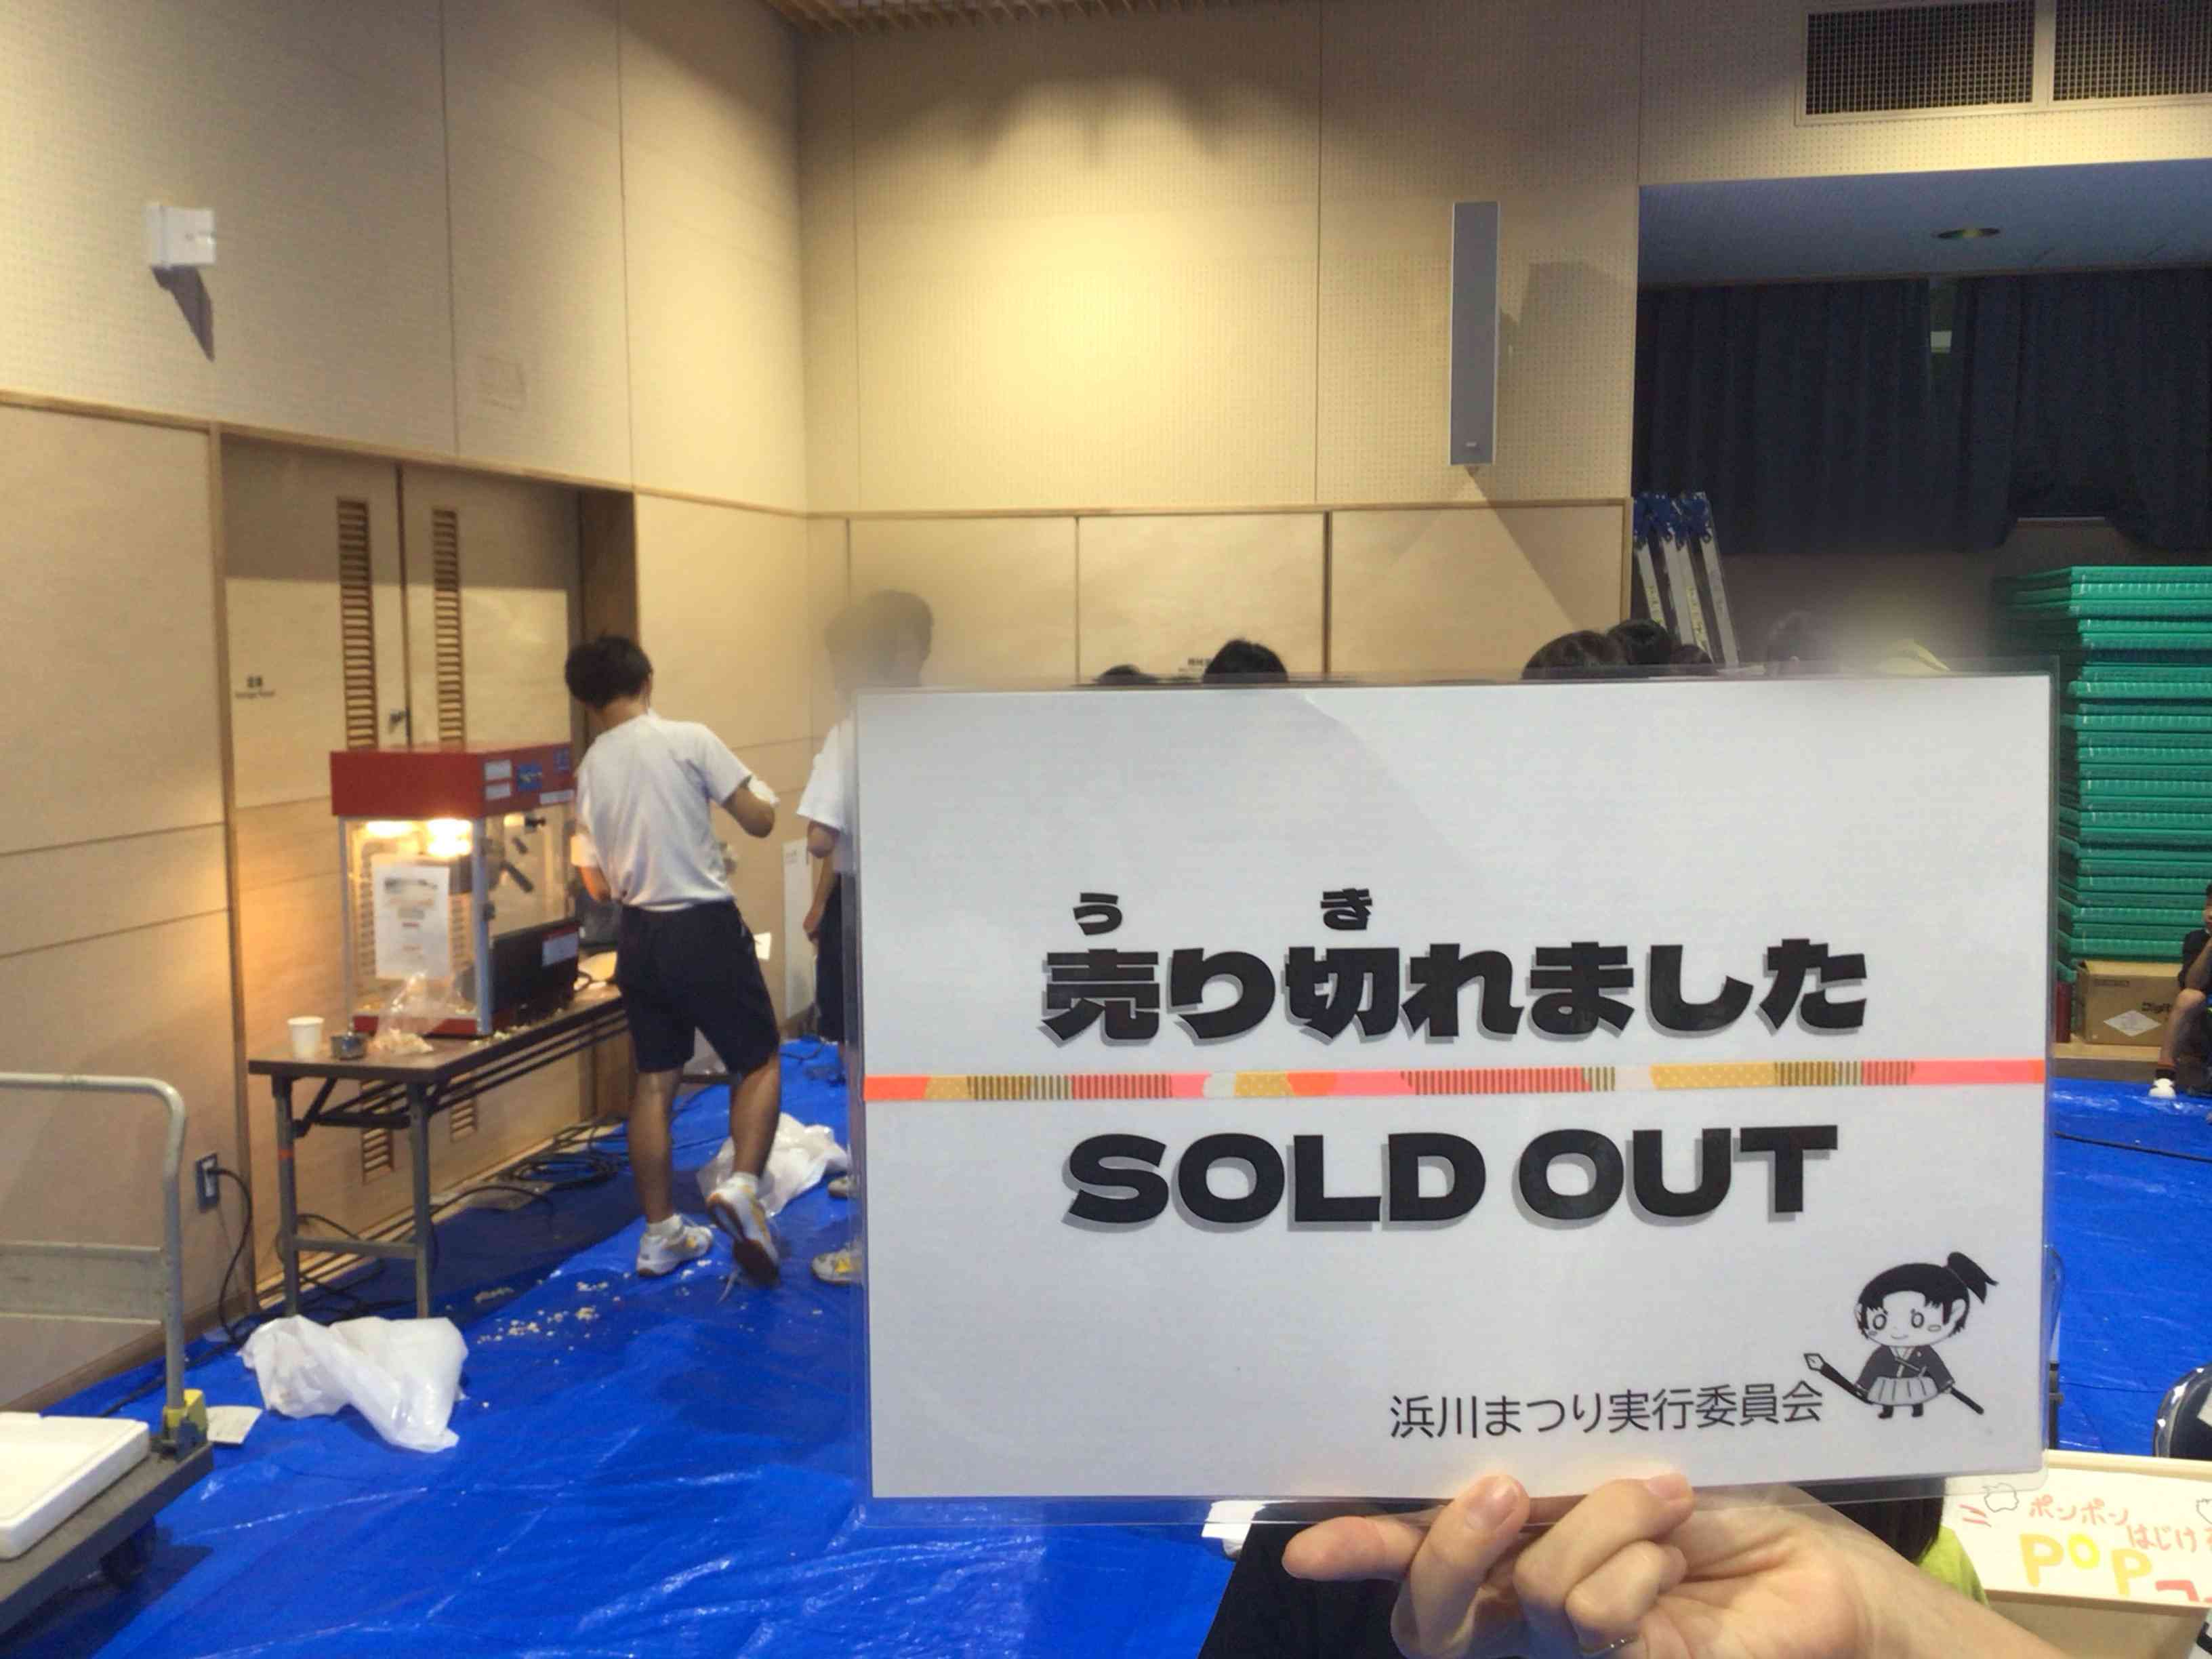 う き
売り切れました
SOLD OUT
浜川まつり実行委員会
ポンポン
はじけ
POP